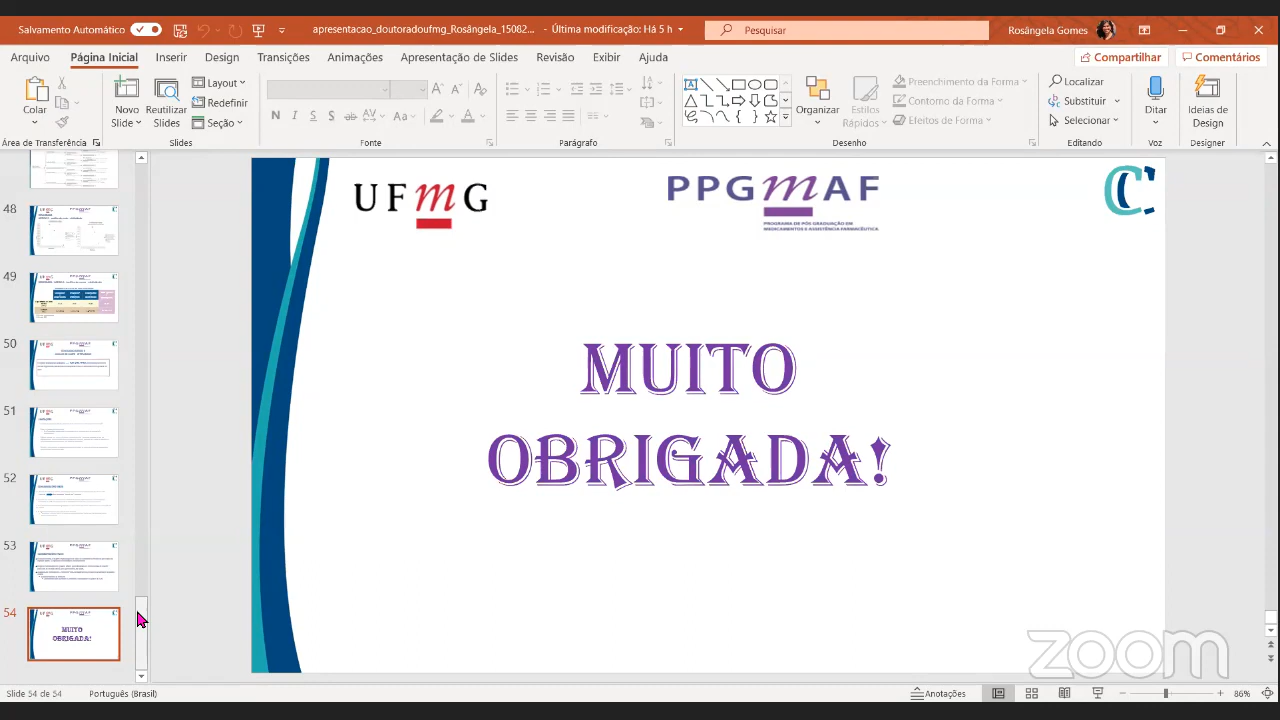 Salvamento Automático
apresentacao_doutoradoufmg_Rosângela_15082... - Última modificação: Há 5 h
Pesquisar
Rosângela Gomes
Arquivo
Página Inicial
Inserir
Design
Transições
Animações
Apresentação de Slides
Revisão
Exibir
Ajuda
Compartilhar
Comentários
Colar
Novo
Slide
Reutilizar
Slides
Layout
Redefinir
Seção
Organizar
Estilos
Rápidos
Preenchimento da Forma
Contorno da Forma
Efeitos de Forma
Localizar
Substituir
Selecionar
Ditar
Ideias de
Design
Área de Transferência
Slides
Fonte
Parágrafo
Desenho
Editando
Voz
Designer
48
49
50
51
52
53
54
MUITO
OBRIGADA!
UFmG
PPGmAF
PROGRAMA DE PÓS GRADUAÇÃO EM
MEDICAMENTOS E ASSISTÊNCIA FARMACÊUTICA
MUITO
OBRIGADA!
zoom
Slide 54 de 54
Português (Brasil)
Anotações
86%